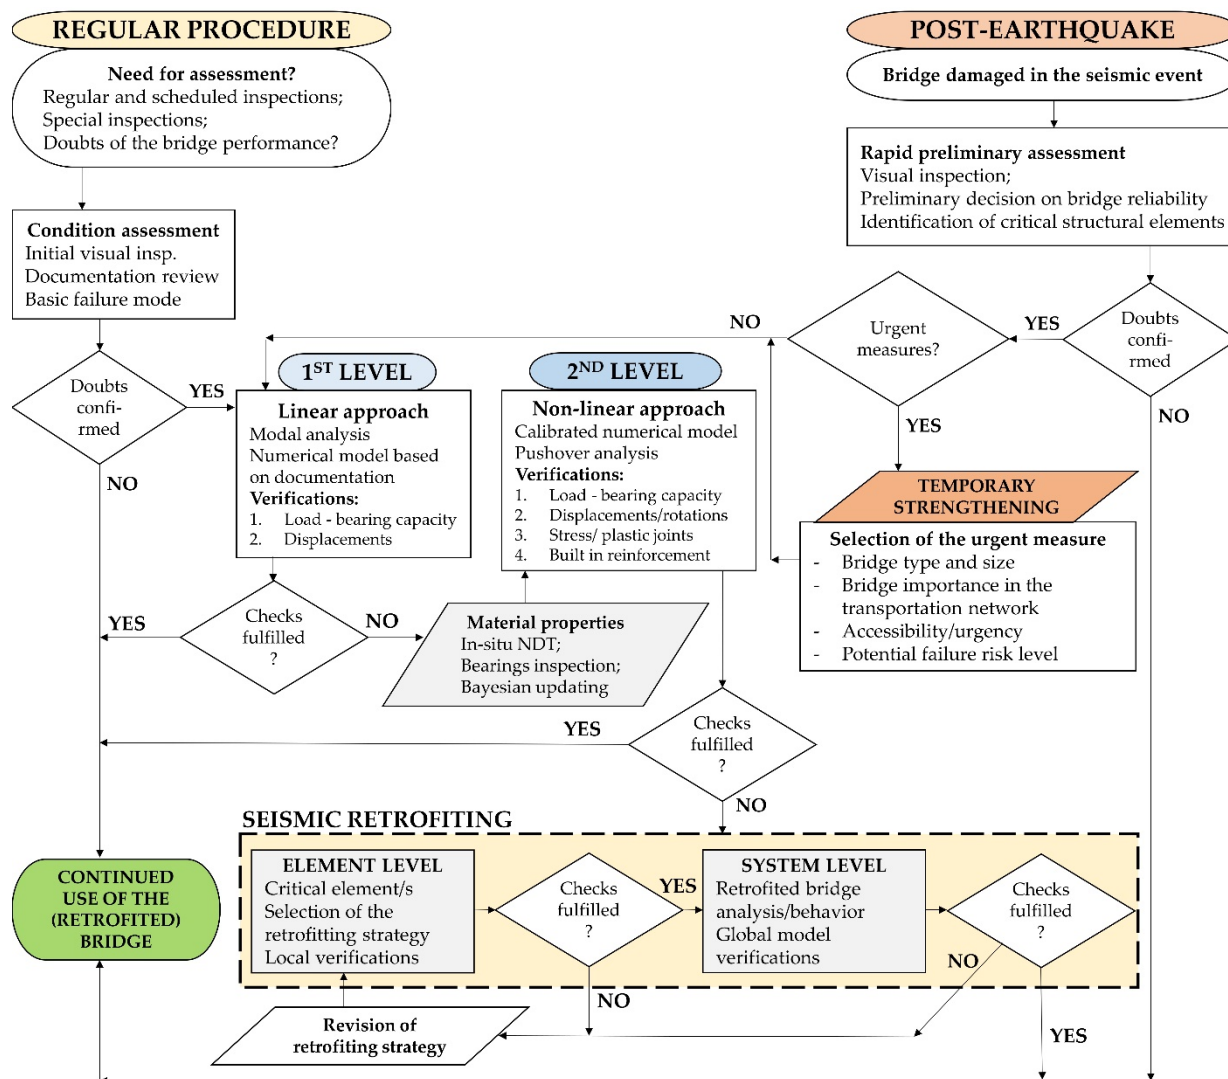 REGULAR PROCEDURE
Need for assessment?
Regular and scheduled inspections;
Special inspections;
Doubts of the bridge performance?
POST-EARTHQUAKE
Bridge damaged in the seismic event
Rapid preliminary assessment
Visual inspection;
Preliminary decision on bridge reliability
Identification of critical structural elements
Condition assessment
Initial visual insp.
Documentation review
Basic failure mode
Doubts
confi-
rmed
YES
NO
1ST LEVEL
Linear approach
Modal analysis
Numerical model based
on documentation
Verifications:
1. Load - bearing capacity
2. Displacements
2ND LEVEL
Non-linear approach
Calibrated numerical model
Pushover analysis
Verifications:
1. Load - bearing capacity
2. Displacements/rotations
3. Stress/ plastic joints
4. Built in reinforcement
NO
Urgent
measures?
YES
Doubts
confi-
rmed
NO
YES
TEMPORARY
STRENGTHENING
Selection of the urgent measure
- Bridge type and size
- Bridge importance in the
transportation network
- Accessibility/urgency
- Potential failure risk level
YES
Checks
fulfilled
?
NO
Material properties
In-situ NDT;
Bearings inspection;
Bayesian updating
YES
Checks
fulfilled
?
NO
SEISMIC RETROFITING
ELEMENT LEVEL
Critical element/s
Selection of the
retrofitting strategy
Local verifications
Checks
fulfilled
?
YES
NO
SYSTEM LEVEL
Retrofited bridge
analysis/behavior
Global model
verifications
Checks
fulfilled
?
NO
YES
Revision of
retrofiting strategy
CONTINUED
USE OF THE
(RETROFITED)
BRIDGE